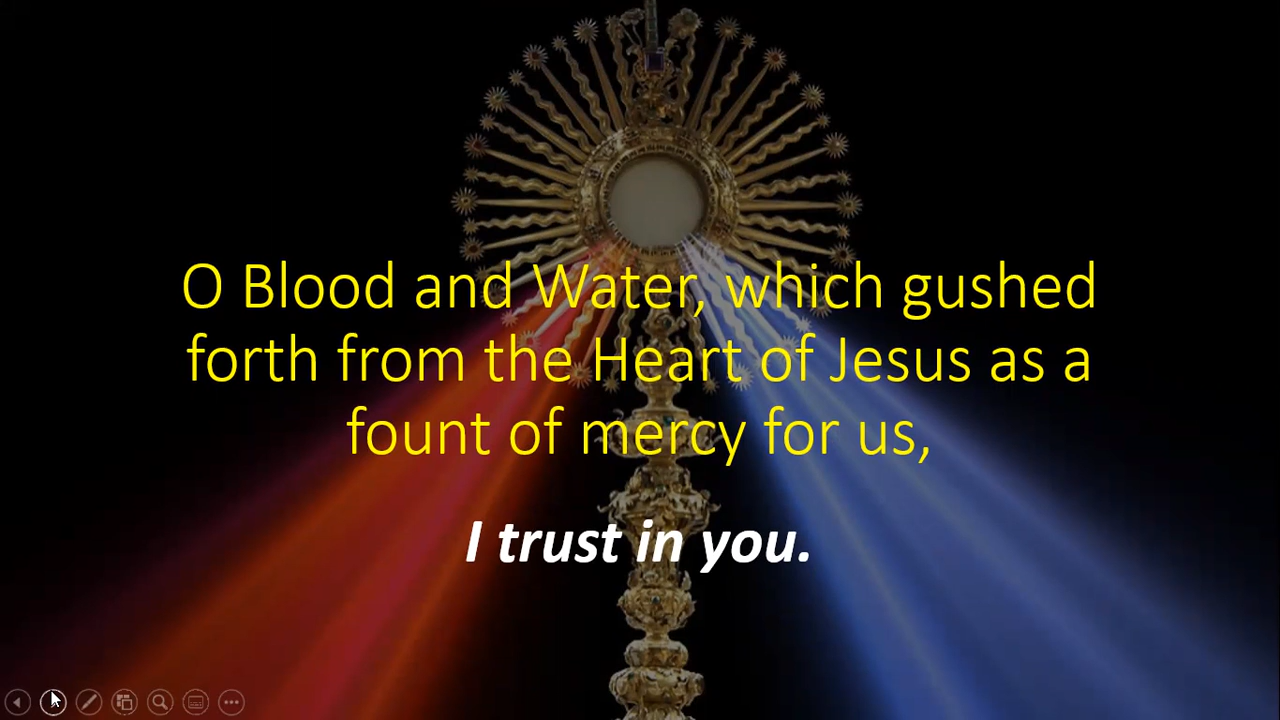 O Blood and Water, which gushed
forth from the Heart of Jesus as a
fount of mercy for us,
I trust in you.